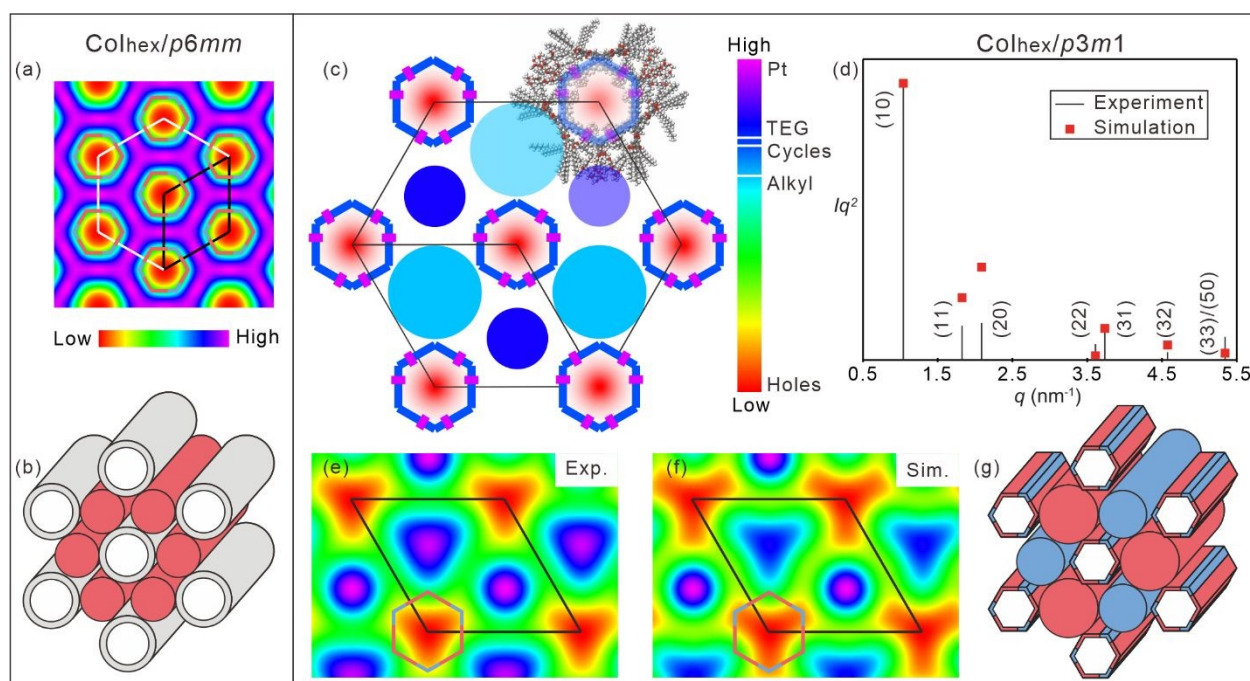 Colhex/p6mm
(a)
Low High
(b)
Colhex/p3m1
(c)
High
Pt
TEG
Cycles
Alkyl
Holes
Low
(d)
Experiment
Simulation
(10)
Iq²
(11)
(20)
(22)
(31)
(32)
(33)/(50)
0.5 1.5 2.5 3.5 4.5 5.5
q (nm⁻¹)
(e)
Exp.
(f)
Sim.
(g)